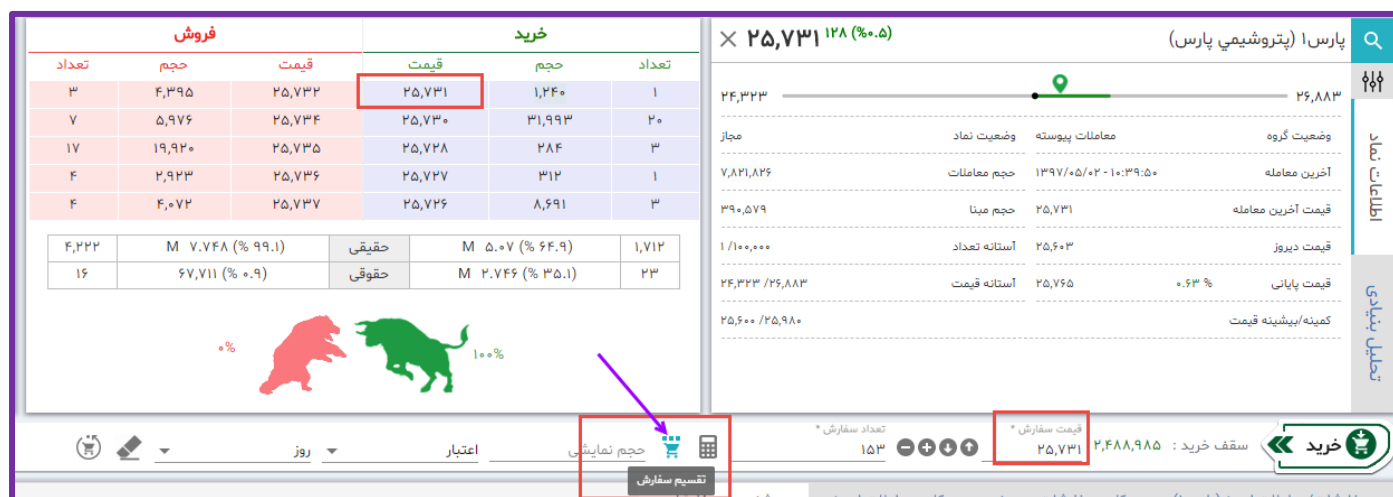 پارس۱ (پتروشیمي پارس)
۲۵,۷۳۱ ۱۲۸ (%۰.۵)
۲۴,۳۲۳ ۲۶,۸۸۳
وضعیت گروه معاملات پیوسته وضعیت نماد مجاز
آخرین معامله ۱۳۹۷/۰۵/۰۲ - ۱۰:۳۹:۵۰ حجم معاملات ۷,۸۲۱,۸۲۶
قیمت آخرین معامله ۲۵,۷۳۱ حجم مبنا ۳۹۰,۵۷۹
قیمت دیروز ۲۵,۶۰۳ آستانه تعداد ۱ /۱۰۰,۰۰۰
قیمت پایانی ۰.۶۳ % ۲۵,۷۶۵ آستانه قیمت ۲۴,۳۲۳ /۲۶,۸۸۳
کمینه/بیشینه قیمت ۲۵,۶۰۰ /۲۵,۹۸۰
اطلاعات نماد
تحلیل بنیادی
خرید فروش
تعداد حجم قیمت قیمت حجم تعداد
۱ ۱,۲۴۰ ۲۵,۷۳۱ ۲۵,۷۳۲ ۴,۳۹۵ ۳
۲۰ ۳۱,۹۹۳ ۲۵,۷۳۰ ۲۵,۷۳۴ ۵,۹۷۶ ۷
۳ ۲۸۴ ۲۵,۷۲۸ ۲۵,۷۳۵ ۱۹,۹۲۰ ۱۷
۱ ۳۱۲ ۲۵,۷۲۷ ۲۵,۷۳۶ ۲,۹۲۳ ۴
۳ ۸,۶۹۱ ۲۵,۷۲۶ ۲۵,۷۳۷ ۴,۰۷۲ ۴
۱,۷۱۲ ۵.۰۷ M (% ۶۴.۹) حقیقی ۷.۷۴۸ M (% ۹۹.۱) ۴,۲۲۲
۲۳ ۲.۷۴۶ M (% ۳۵.۱) حقوقی ۶۷,۷۱۱ (% ۰.۹) ۱۶
۱۰۰% ۰%
خرید
سقف خرید : ۲,۴۸۸,۹۸۵
قیمت سفارش *
۲۵,۷۳۱
تعداد سفارش *
۱۵۳
حجم نمایشی
اعتبار روز
تقسیم سفارش